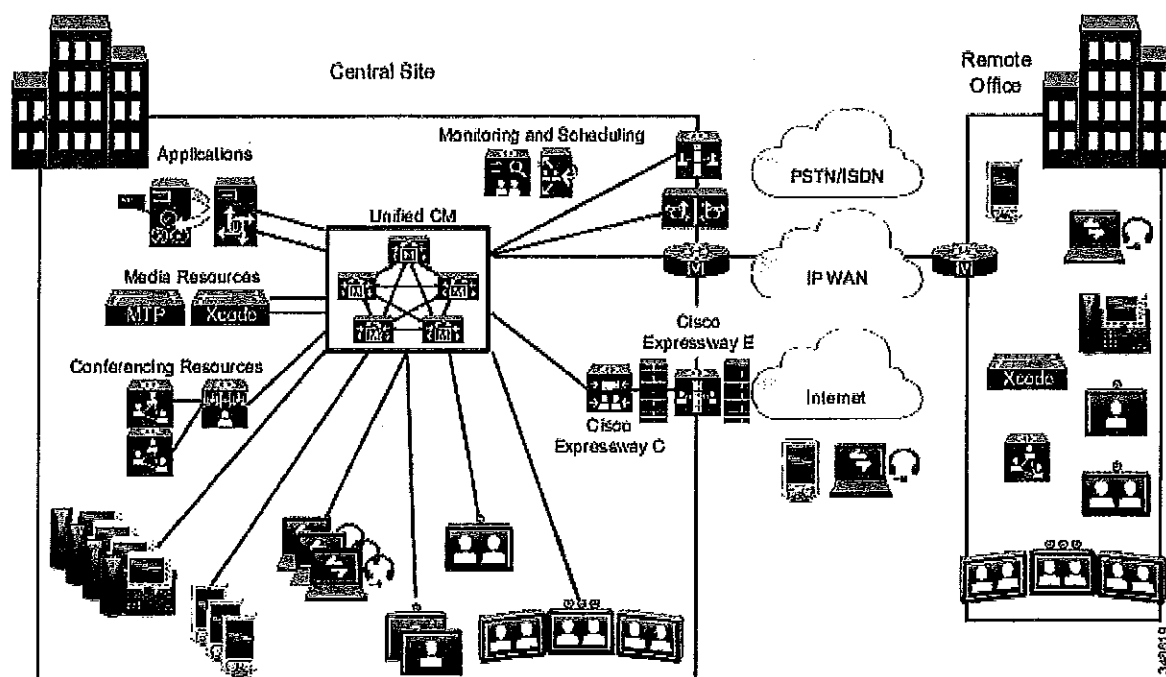 Central Site
Remote
Office
Monitoring and Scheduling
PSTN/ISDN
Applications
Unified CM
IP WAN
Media Resources
MTP
Xcode
Cisco
Expressway E
Conferencing Resources
Xcode
Internet
Cisco
Expressway C